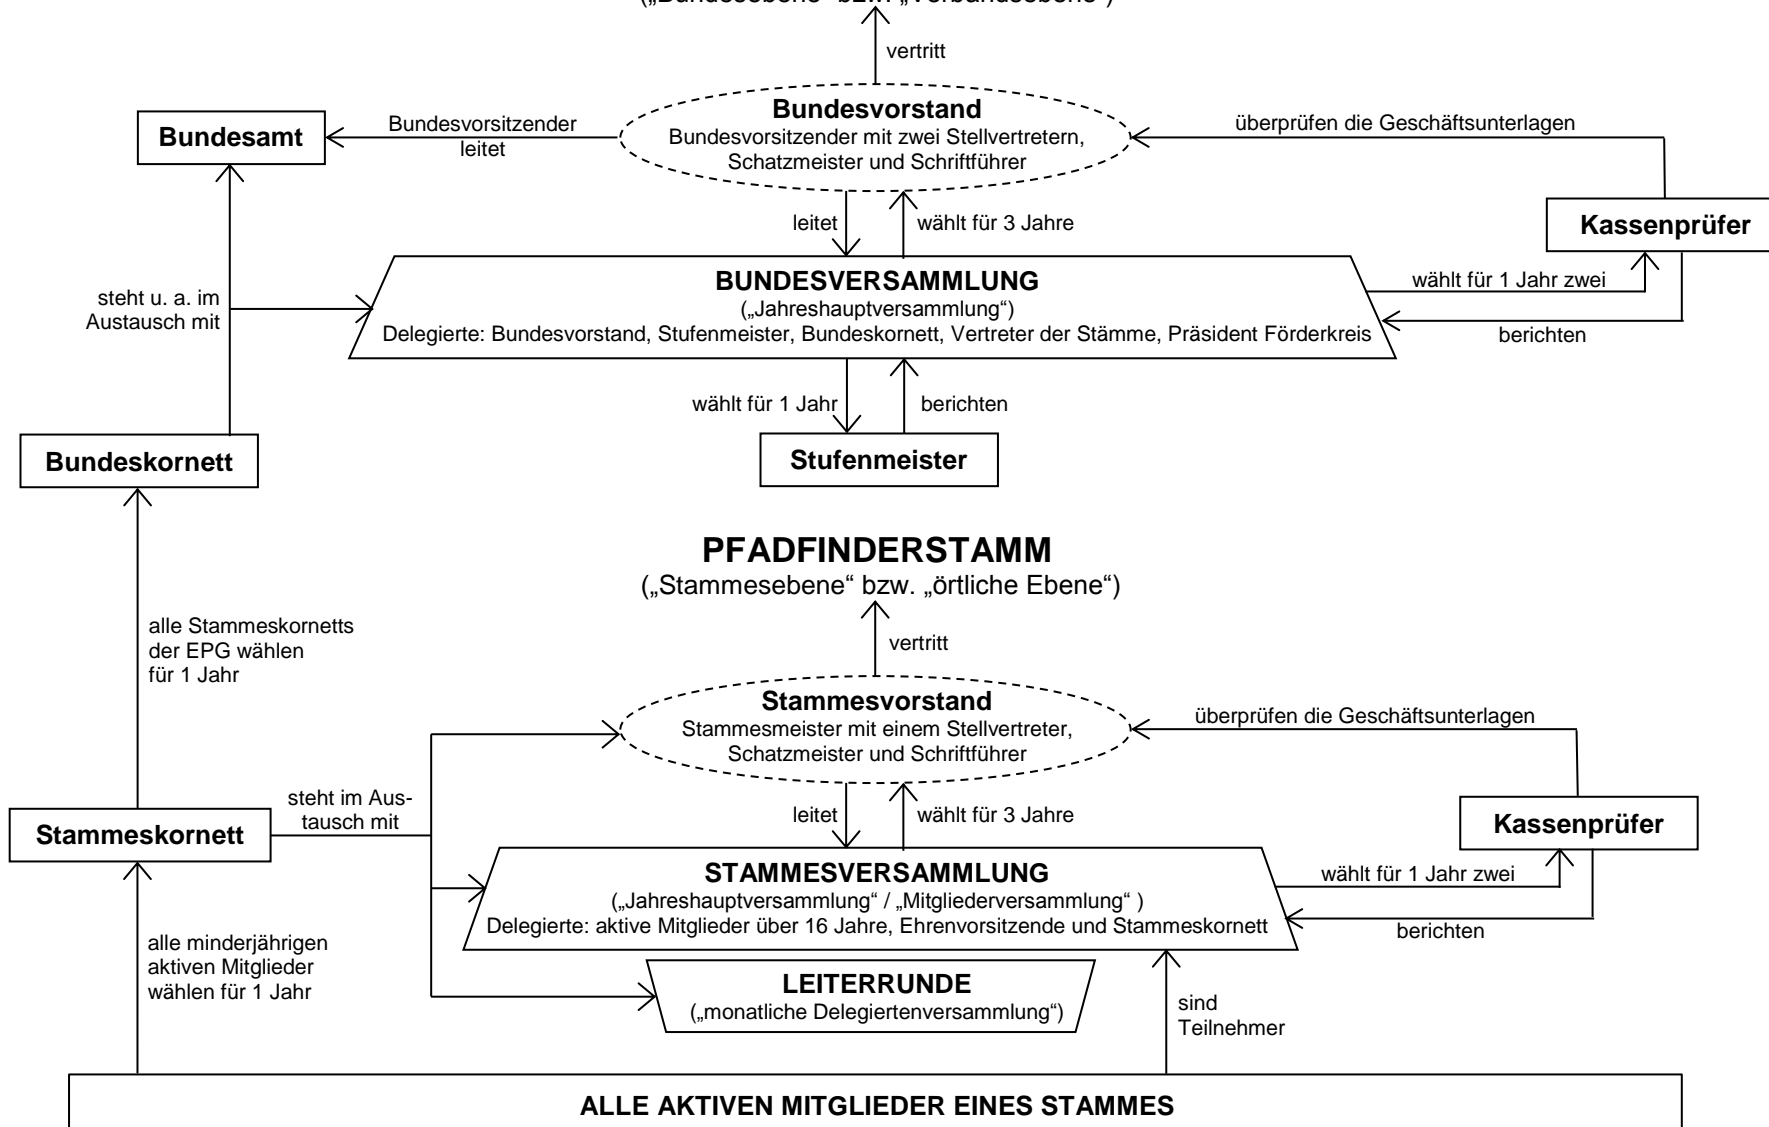 („Bundesebene“ bzw. „Verbandsebene“)
vertritt
Bundesvorstand
Bundesvorsitzender mit zwei Stellvertretern,
Schatzmeister und Schriftführer
Bundesamt
Bundesvorsitzender
leitet
überprüfen die Geschäftsunterlagen
Kassenprüfer
leitet
wählt für 3 Jahre
BUNDESVERSAMMLUNG
(„Jahreshauptversammlung“)
Delegierte: Bundesvorstand, Stufenmeister, Bundeskornett, Vertreter der Stämme, Präsident Förderkreis
steht u. a. im
Austausch mit
wählt für 1 Jahr zwei
berichten
wählt für 1 Jahr
berichten
Bundeskornett
Stufenmeister
PFADFINDERSTAMM
(„Stammesebene“ bzw. „örtliche Ebene“)
alle Stammeskornetts
der EPG wählen
für 1 Jahr
vertritt
Stammesvorstand
Stammesmeister mit einem Stellvertreter,
Schatzmeister und Schriftführer
überprüfen die Geschäftsunterlagen
Stammeskornett
steht im Aus-
tausch mit
leitet
wählt für 3 Jahre
Kassenprüfer
STAMMESVERSAMMLUNG
(„Jahreshauptversammlung“ / „Mitgliederversammlung“ )
Delegierte: aktive Mitglieder über 16 Jahre, Ehrenvorsitzende und Stammeskornett
wählt für 1 Jahr zwei
berichten
alle minderjährigen
aktiven Mitglieder
wählen für 1 Jahr
LEITERRUNDE
(„monatliche Delegiertenversammlung“)
sind
Teilnehmer
ALLE AKTIVEN MITGLIEDER EINES STAMMES